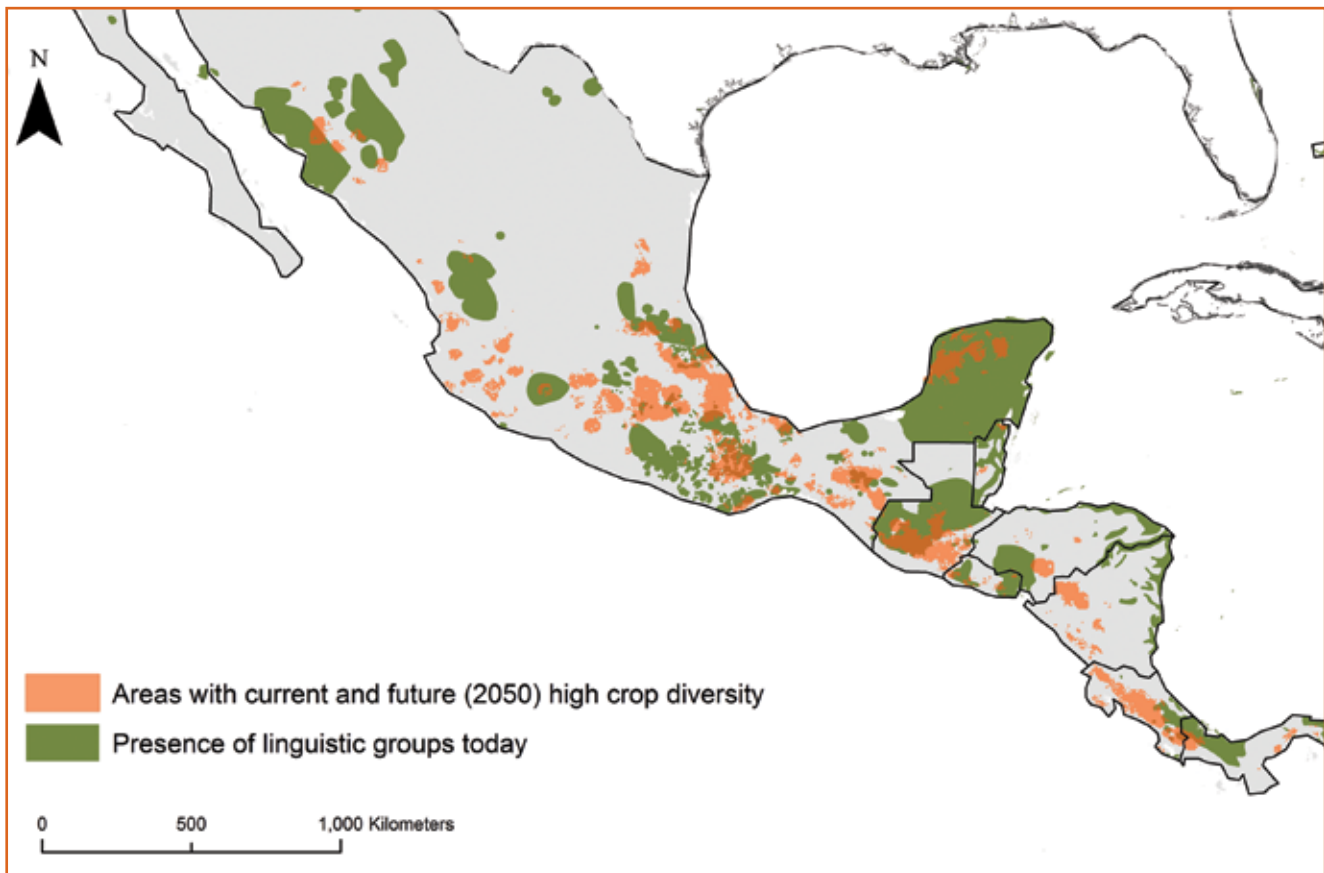 N
Areas with current and future (2050) high crop diversity
Presence of linguistic groups today
0 500 1,000 Kilometers